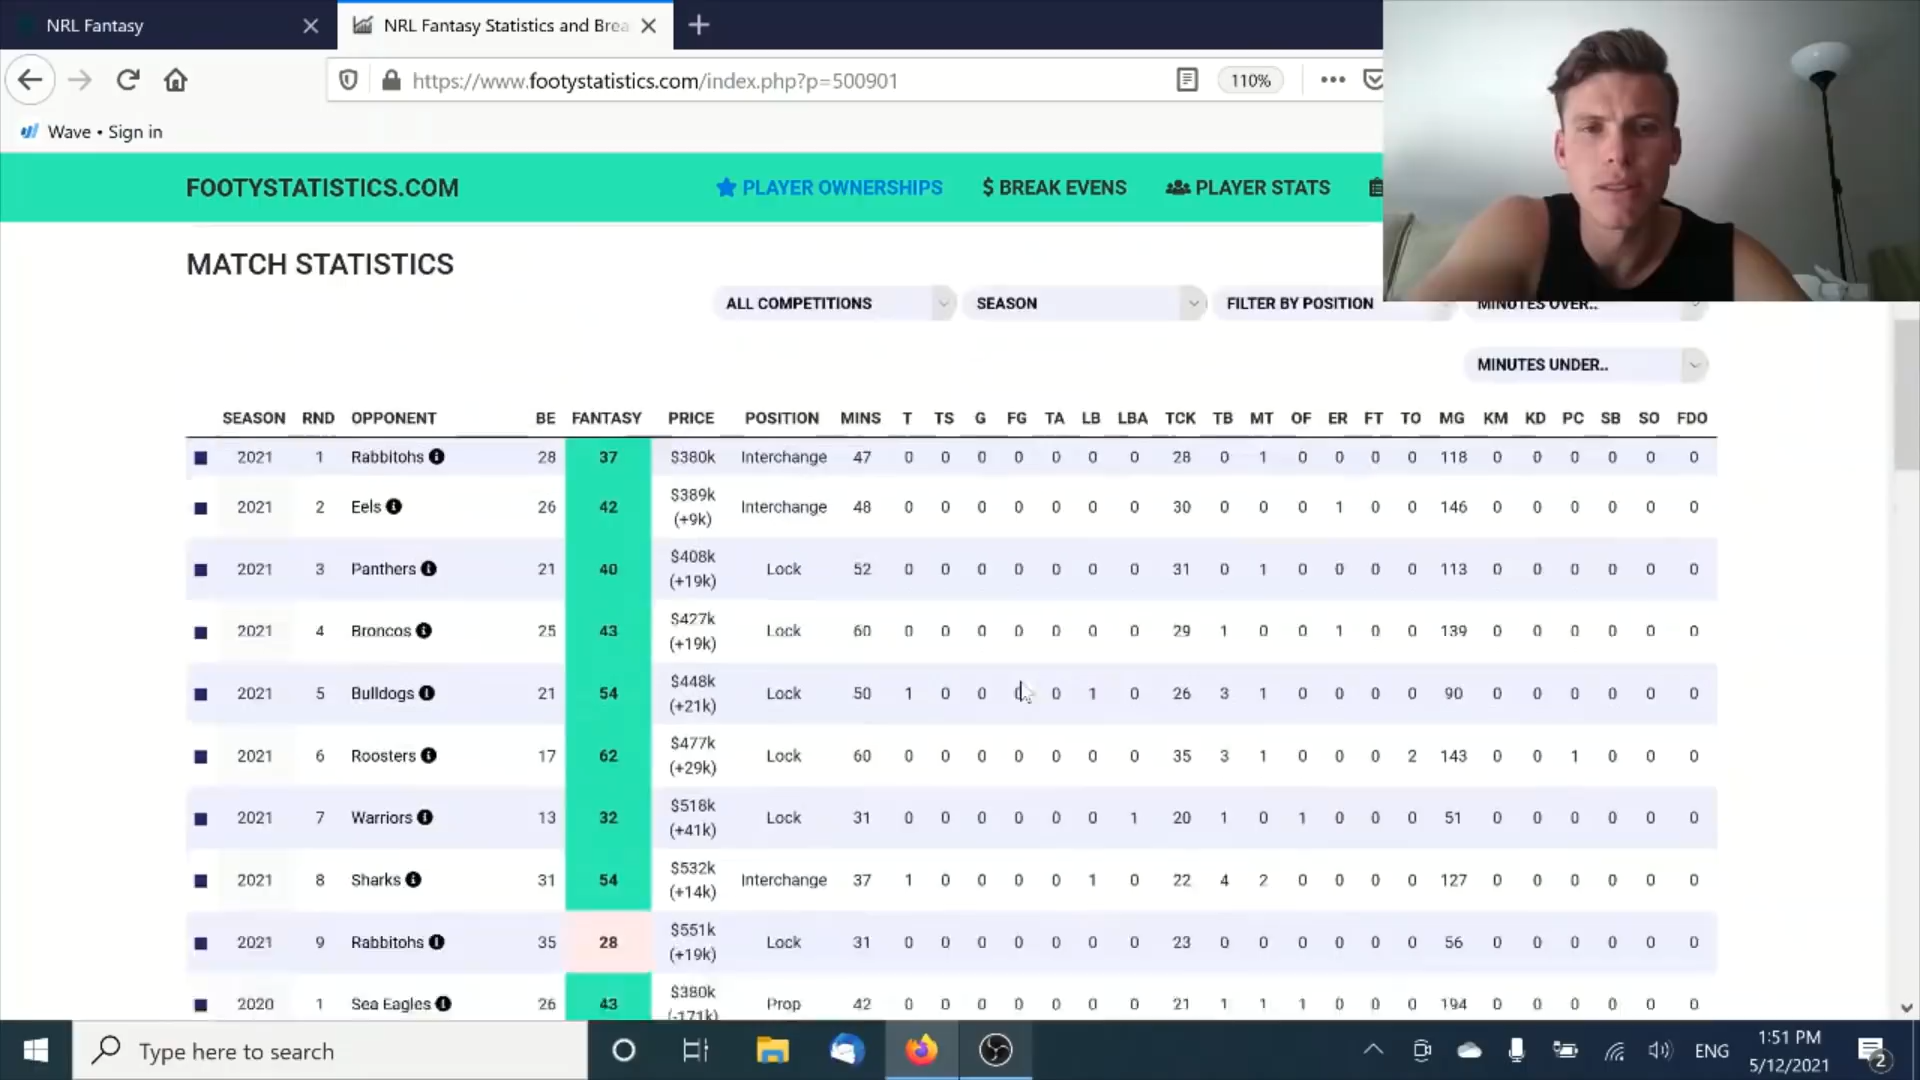 NRL Fantasy
NRL Fantasy Statistics and Brea
https://www.footystatistics.com/index.php?p=500901
110%
Wave • Sign in
FOOTYSTATISTICS.COM
PLAYER OWNERSHIPS
$ BREAK EVENS
PLAYER STATS
MATCH STATISTICS
ALL COMPETITIONS
SEASON
FILTER BY POSITION
MINUTES OVER..
MINUTES UNDER..
SEASON RND OPPONENT BE FANTASY PRICE POSITION MINS T TS G FG TA LB LBA TCK TB MT OF ER FT TO MG KM KD PC SB SO FDO
2021 1 Rabbitohs 28 37 $380k Interchange 47 0 0 0 0 0 0 0 28 0 1 0 0 0 0 118 0 0 0 0 0 0
2021 2 Eels 26 42 $389k (+9k) Interchange 48 0 0 0 0 0 0 0 30 0 0 0 1 0 0 146 0 0 0 0 0 0
2021 3 Panthers 21 40 $408k (+19k) Lock 52 0 0 0 0 0 0 0 31 0 1 0 0 0 0 113 0 0 0 0 0 0
2021 4 Broncos 25 43 $427k (+19k) Lock 60 0 0 0 0 0 0 0 29 1 0 0 1 0 0 139 0 0 0 0 0 0
2021 5 Bulldogs 21 54 $448k (+21k) Lock 50 1 0 0 0 0 1 0 26 3 1 0 0 0 0 90 0 0 0 0 0 0
2021 6 Roosters 17 62 $477k (+29k) Lock 60 0 0 0 0 0 0 0 35 3 1 0 0 0 2 143 0 0 1 0 0 0
2021 7 Warriors 13 32 $518k (+41k) Lock 31 0 0 0 0 0 0 1 20 1 0 1 0 0 0 51 0 0 0 0 0 0
2021 8 Sharks 31 54 $532k (+14k) Interchange 37 1 0 0 0 0 1 0 22 4 2 0 0 0 0 127 0 0 0 0 0 0
2021 9 Rabbitohs 35 28 $551k (+19k) Lock 31 0 0 0 0 0 0 0 23 0 0 0 0 0 0 56 0 0 0 0 0 0
2020 1 Sea Eagles 26 43 $380k (-171k) Prop 42 0 0 0 0 0 0 0 21 1 1 1 0 0 0 194 0 0 0 0 0 0
Type here to search
ENG
1:51 PM
5/12/2021
2